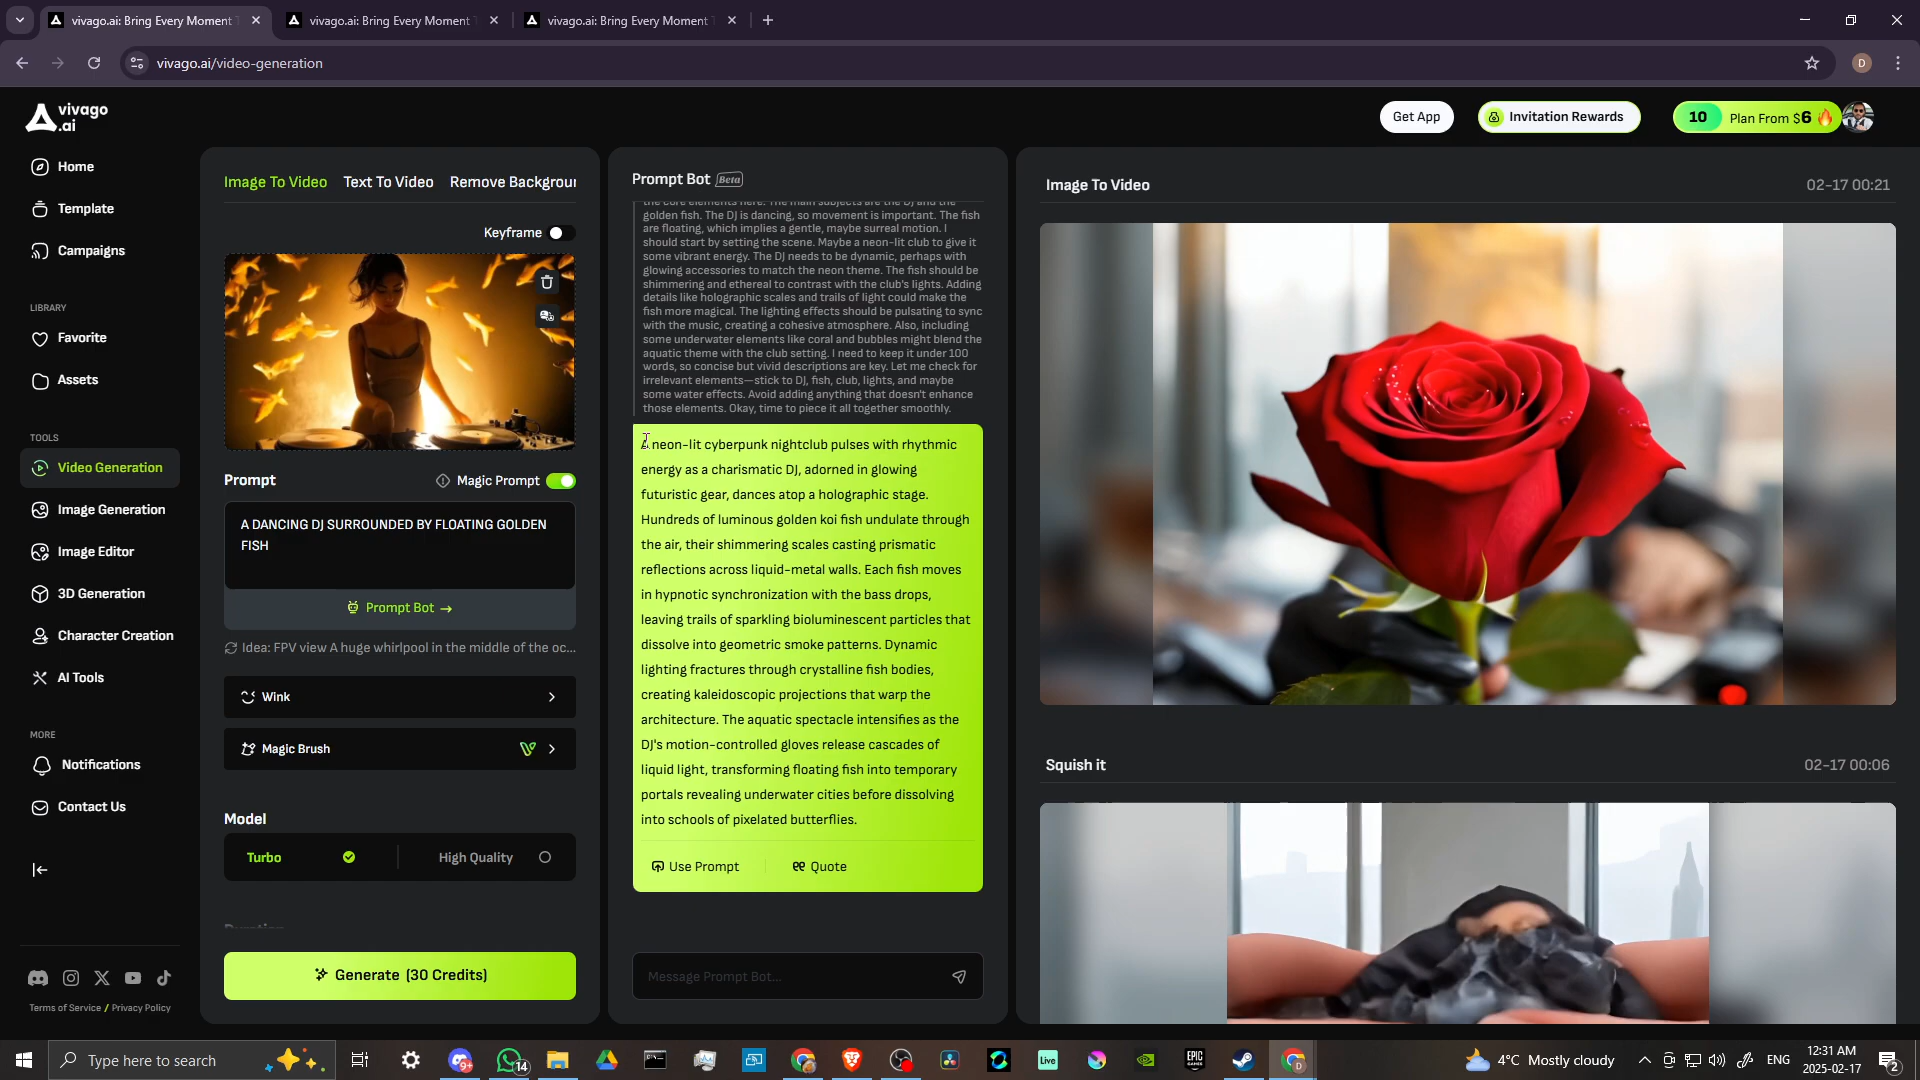 vivago.ai: Bring Every Moment T
vivago.ai: Bring Every Moment T
vivago.ai: Bring Every Moment T
vivago.ai/video-generation
D
vivago
.ai
Get App
Invitation Rewards
10
Plan From $6
Home
Template
Campaigns
LIBRARY
Favorite
Assets
TOOLS
Video Generation
Image Generation
Image Editor
3D Generation
Character Creation
AI Tools
MORE
Notifications
Contact Us
Terms of Service / Privacy Policy
Image To Video
Text To Video
Remove Backgroun
Keyframe
Prompt
Magic Prompt
A DANCING DJ SURROUNDED BY FLOATING GOLDEN
FISH
Prompt Bot →
Idea: FPV view A huge whirlpool in the middle of the oc...
Wink
Magic Brush
Model
Turbo
High Quality
Generate (30 Credits)
Prompt Bot Beta
the core elements here. The main subjects are the DJ and the
golden fish. The DJ is dancing, so movement is important. The fish
are floating, which implies a gentle, maybe surreal motion. I
should start by setting the scene. Maybe a neon-lit club to give it
some vibrant energy. The DJ needs to be dynamic, perhaps with
glowing accessories to match the neon theme. The fish should be
shimmering and ethereal to contrast with the club's lights. Adding
details like holographic scales and trails of light could make the
fish more magical. The lighting effects should be pulsating to sync
with the music, creating a cohesive atmosphere. Also, including
some underwater elements like coral and bubbles might blend the
aquatic theme with the club setting. I need to keep it under 100
words, so concise but vivid descriptions are key. Let me check for
irrelevant elements—stick to DJ, fish, club, lights, and maybe
some water effects. Avoid adding anything that doesn't enhance
those elements. Okay, time to piece it all together smoothly.
A neon-lit cyberpunk nightclub pulses with rhythmic
energy as a charismatic DJ, adorned in glowing
futuristic gear, dances atop a holographic stage.
Hundreds of luminous golden koi fish undulate through
the air, their shimmering scales casting prismatic
reflections across liquid-metal walls. Each fish moves
in hypnotic synchronization with the bass drops,
leaving trails of sparkling bioluminescent particles that
dissolve into geometric smoke patterns. Dynamic
lighting fractures through crystalline fish bodies,
creating kaleidoscopic projections that warp the
architecture. The aquatic spectacle intensifies as the
DJ's motion-controlled gloves release cascades of
liquid light, transforming floating fish into temporary
portals revealing underwater cities before dissolving
into schools of pixelated butterflies.
Use Prompt
Quote
Message Prompt Bot...
Image To Video
02-17 00:21
Squish it
02-17 00:06
Type here to search
9+
14
Live
EPIC
GAMES
4°C Mostly cloudy
ENG
12:31 AM
2025-02-17
2